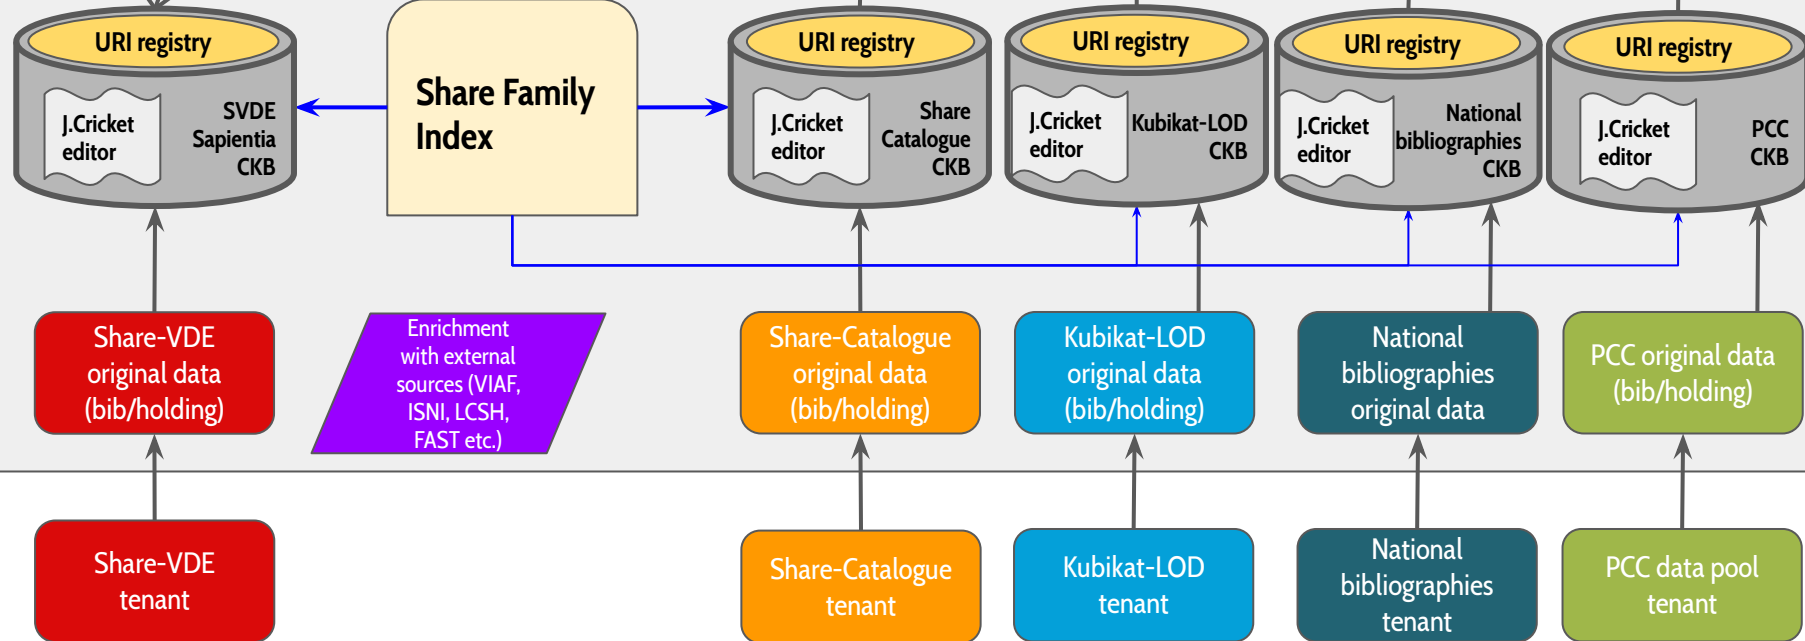 URI registry
J.Cricket
editor
SVDE
Sapientia
CKB
Share Family
Index
URI registry
J.Cricket
editor
Share
Catalogue
CKB
URI registry
J.Cricket
editor
Kubikat-LOD
CKB
URI registry
J.Cricket
editor
National
bibliographies
CKB
URI registry
J.Cricket
editor
PCC
CKB
Share-VDE
original data
(bib/holding)
Enrichment
with external
sources (VIAF,
ISNI, LCSH,
FAST etc.)
Share-Catalogue
original data
(bib/holding)
Kubikat-LOD
original data
(bib/holding)
National
bibliographies
original data
PCC original data
(bib/holding)
Share-VDE
tenant
Share-Catalogue
tenant
Kubikat-LOD
tenant
National
bibliographies
tenant
PCC data pool
tenant